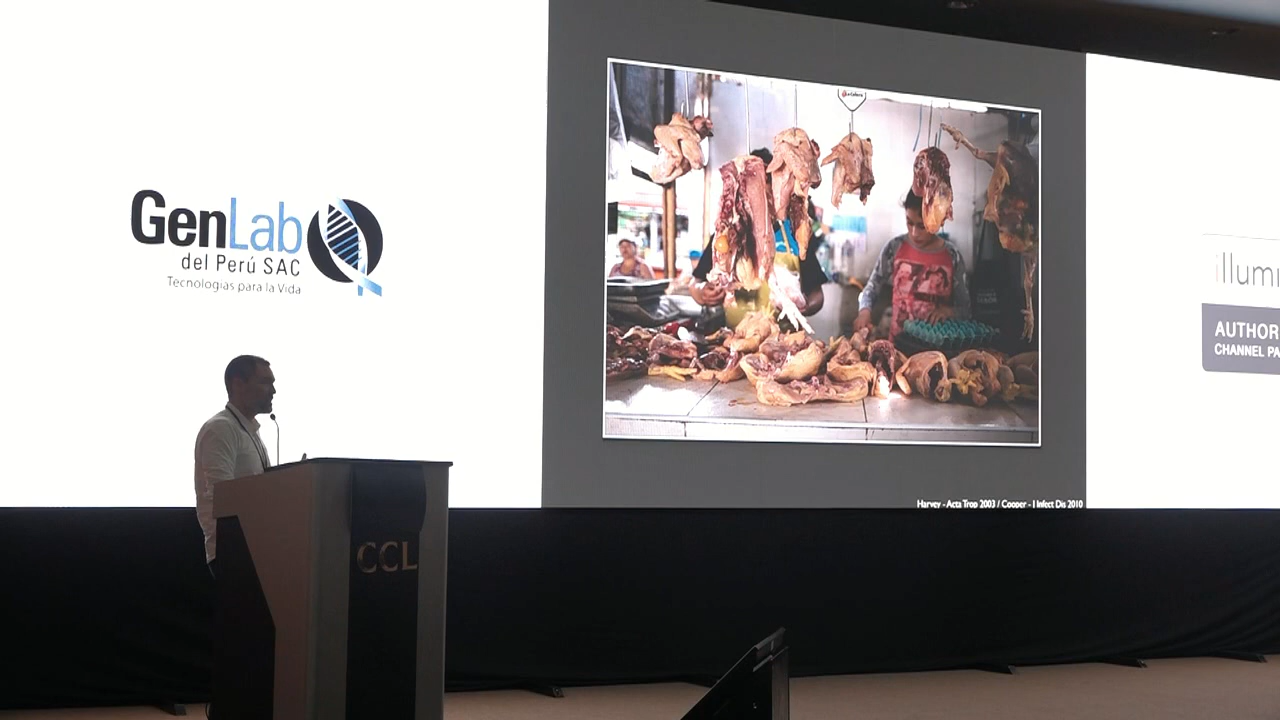 GenLab
del Perú SAC
Tecnologías para la Vida
illumi
AUTHOR
CHANNEL PA
Harvey - Acta Trop 2003 / Cooper - J Infect Dis 2010
CCL